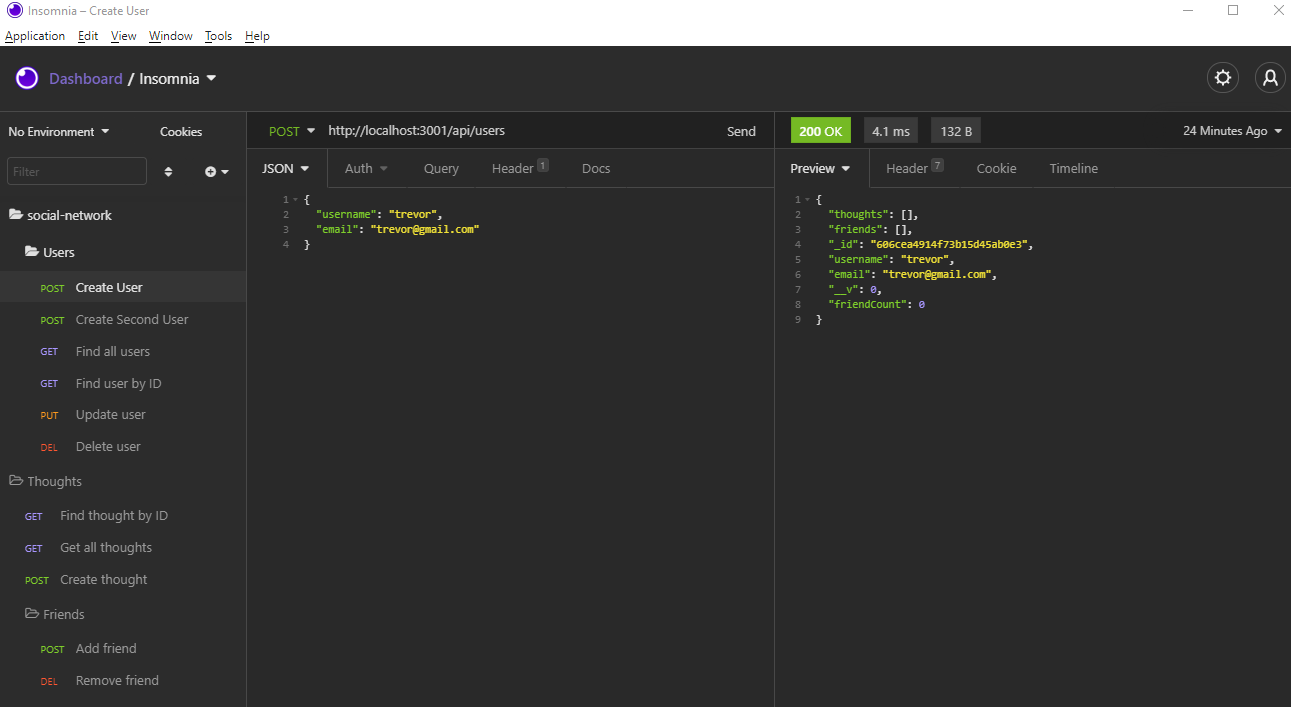 Insomnia – Create User
Application Edit View Window Tools Help
Dashboard / Insomnia
No Environment Cookies
Filter
social-network
Users
POST Create User
POST Create Second User
GET Find all users
GET Find user by ID
PUT Update user
DEL Delete user
Thoughts
GET Find thought by ID
GET Get all thoughts
POST Create thought
Friends
POST Add friend
DEL Remove friend
POST http://localhost:3001/api/users Send
JSON Auth Query Header 1 Docs
1 {
2 "username": "trevor",
3 "email": "trevor@gmail.com"
4 }
200 OK 4.1 ms 132 B 24 Minutes Ago
Preview Header 7 Cookie Timeline
1 {
2 "thoughts": [],
3 "friends": [],
4 "_id": "606cea4914f73b15d45ab0e3",
5 "username": "trevor",
6 "email": "trevor@gmail.com",
7 "__v": 0,
8 "friendCount": 0
9 }